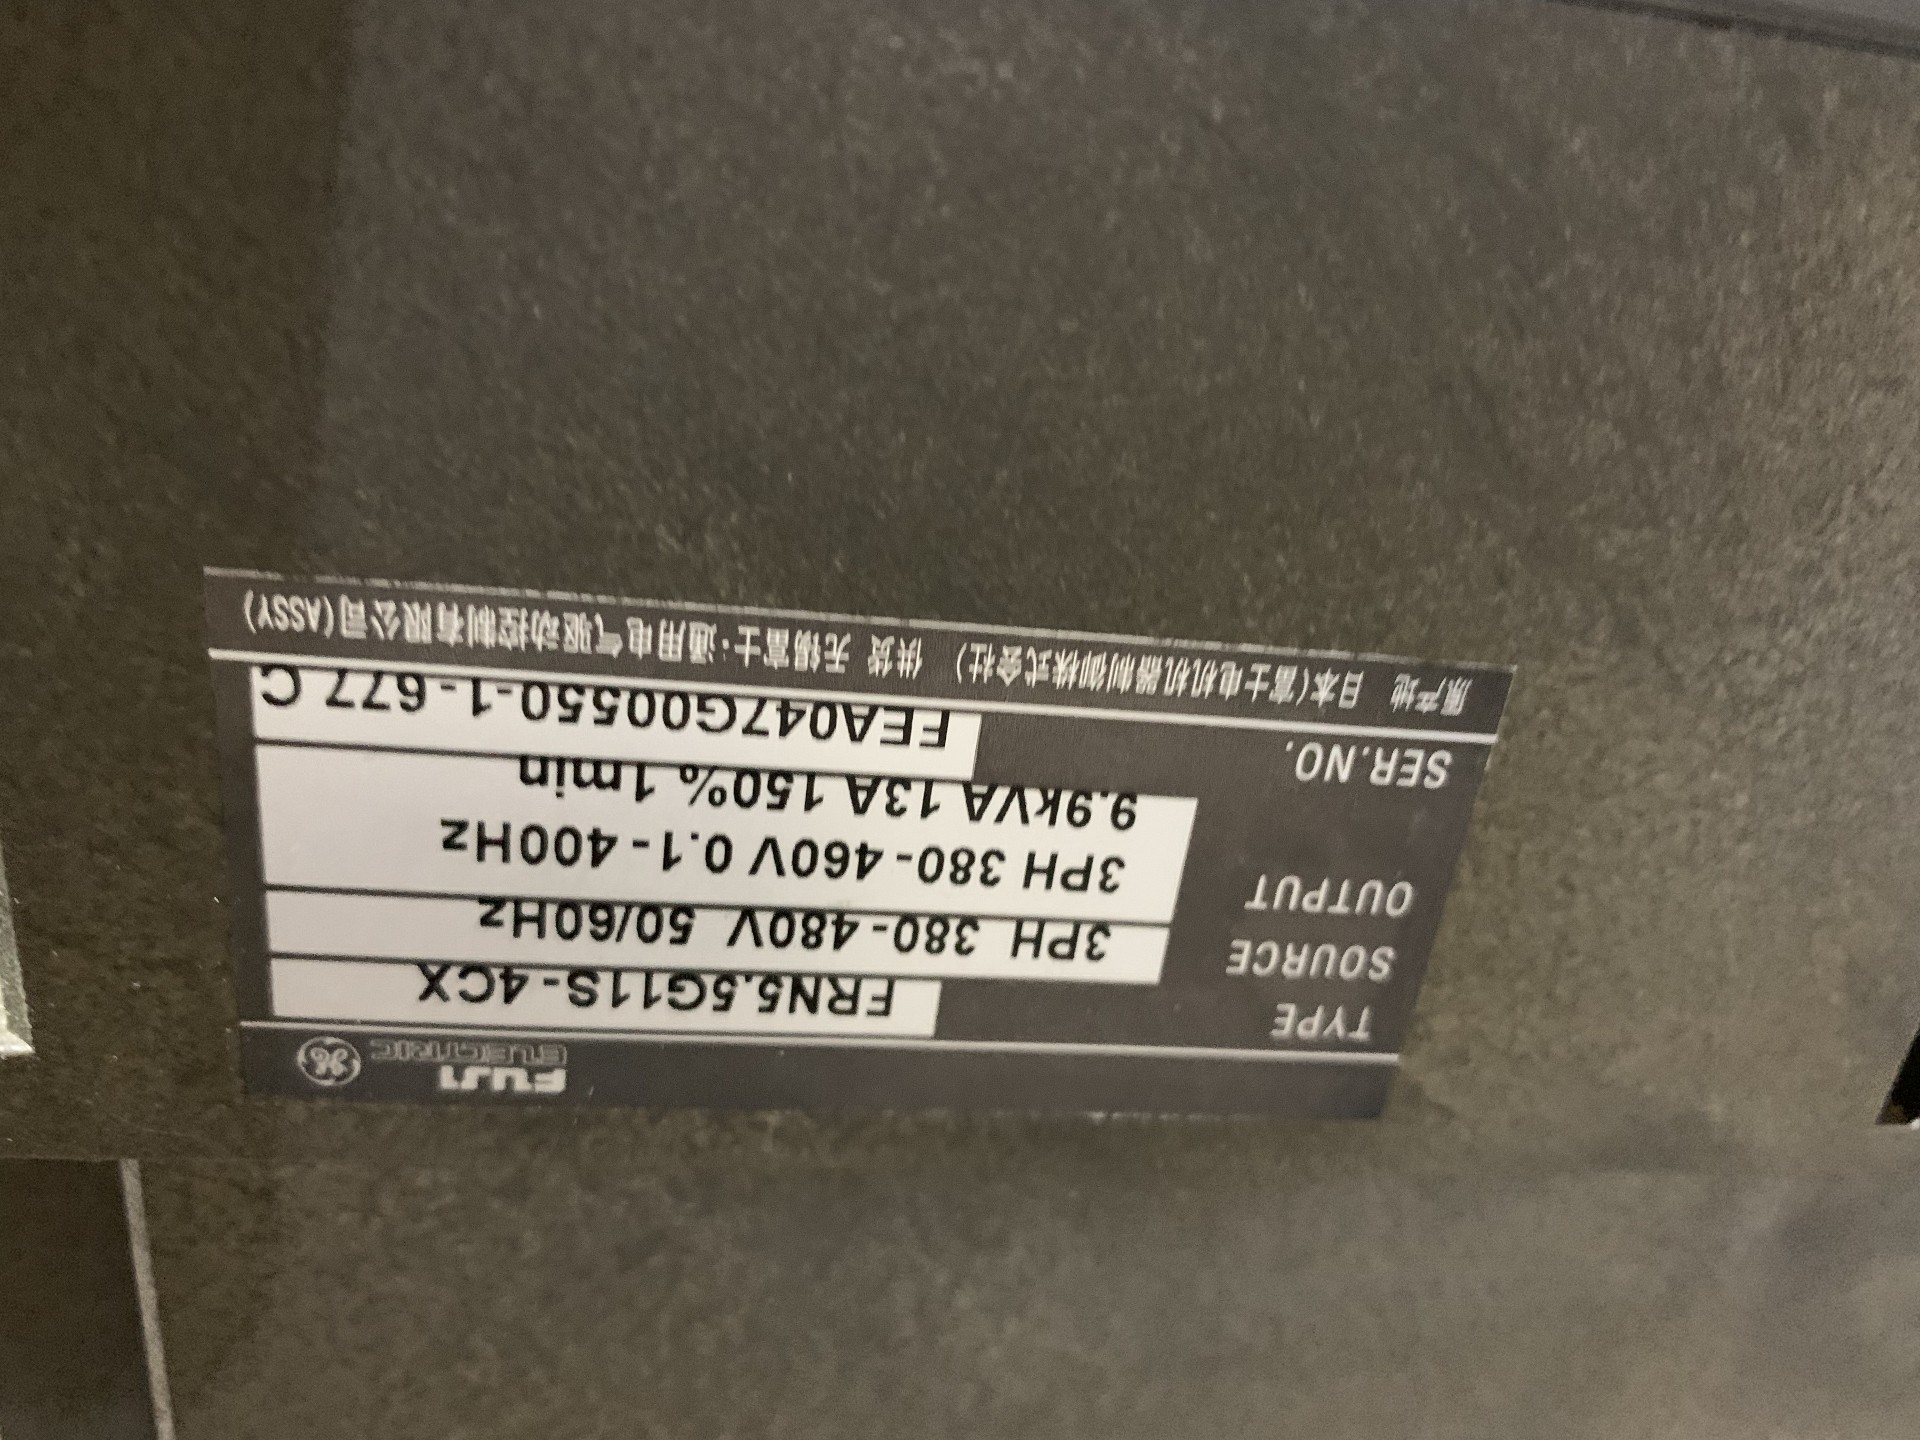 FUJI
ELECTRIC GE
TYPE FRN5.5G11S-4CX
SOURCE 3PH 380-480V 50/60Hz
OUTPUT 3PH 380-460V 0.1-400Hz
9.9kVA 13A 150% 1min
SER.NO. FEA047G00550-1-677 C
原产地 日本(富士电机机器制御株式会社) 供货 无锡富士·通用电气驱动控制有限公司(ASSY)